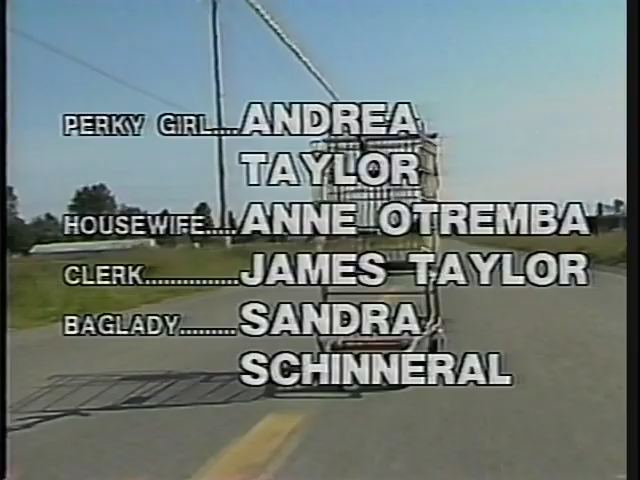 PERKY GIRL...ANDREA
TAYLOR
HOUSEWIFE....ANNE OTREMBA
CLERK.............JAMES TAYLOR
BAGLADY.........SANDRA
SCHINNERAL